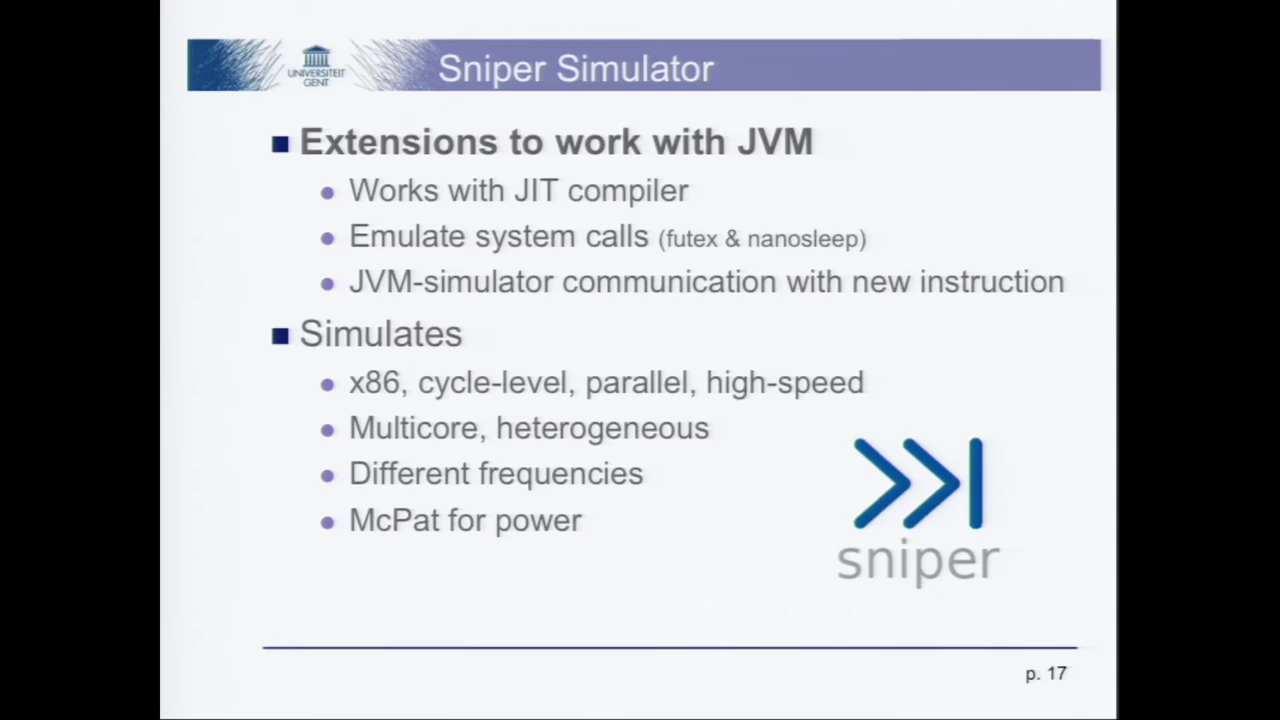 UNIVERSITEIT
GENT
Sniper Simulator
Extensions to work with JVM
Works with JIT compiler
Emulate system calls (futex & nanosleep)
JVM-simulator communication with new instruction
Simulates
x86, cycle-level, parallel, high-speed
Multicore, heterogeneous
Different frequencies
McPat for power
sniper
p. 17